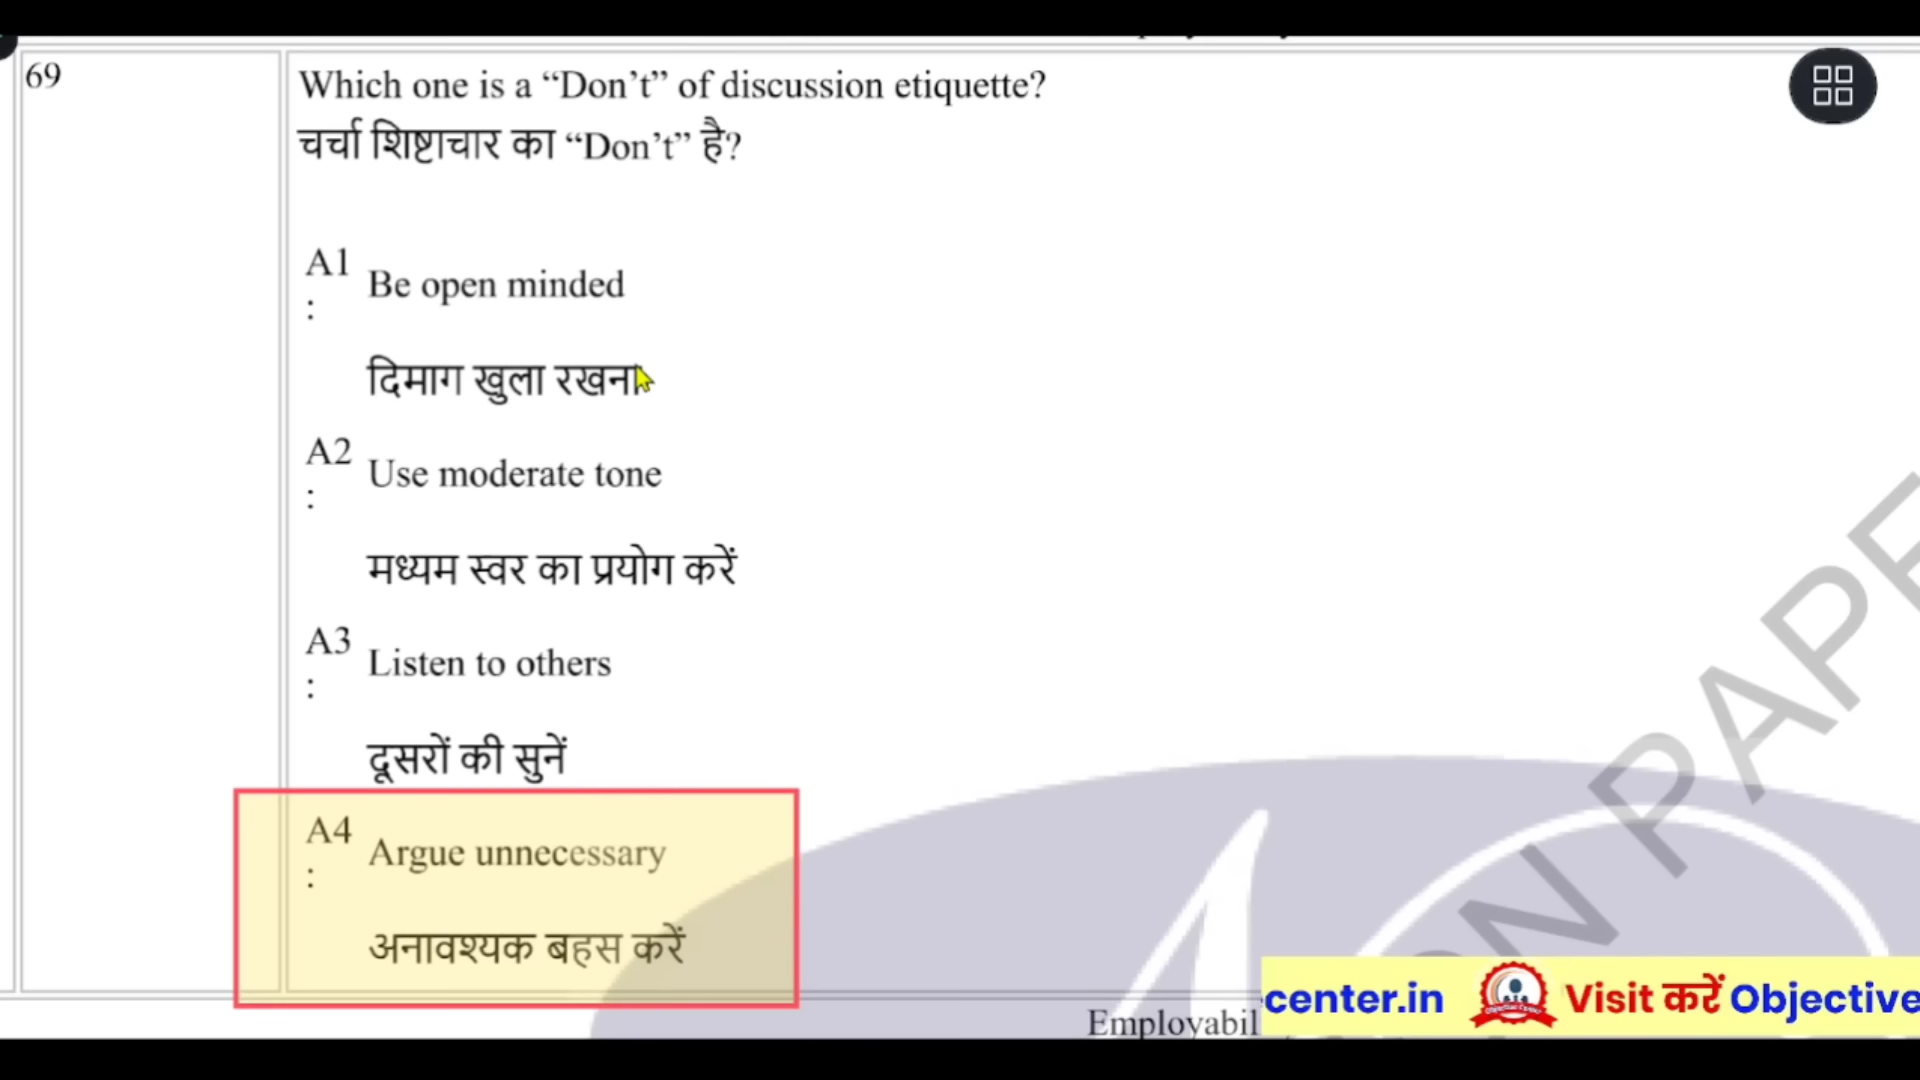 69
Which one is a “Don’t” of discussion etiquette?
चर्चा शिष्टाचार का “Don’t” है?
A1
:
Be open minded
दिमाग खुला रखना
A2
:
Use moderate tone
मध्यम स्वर का प्रयोग करें
A3
:
Listen to others
दूसरों की सुनें
A4
:
Argue unnecessary
अनावश्यक बहस करें
center.in Visit करें Objective